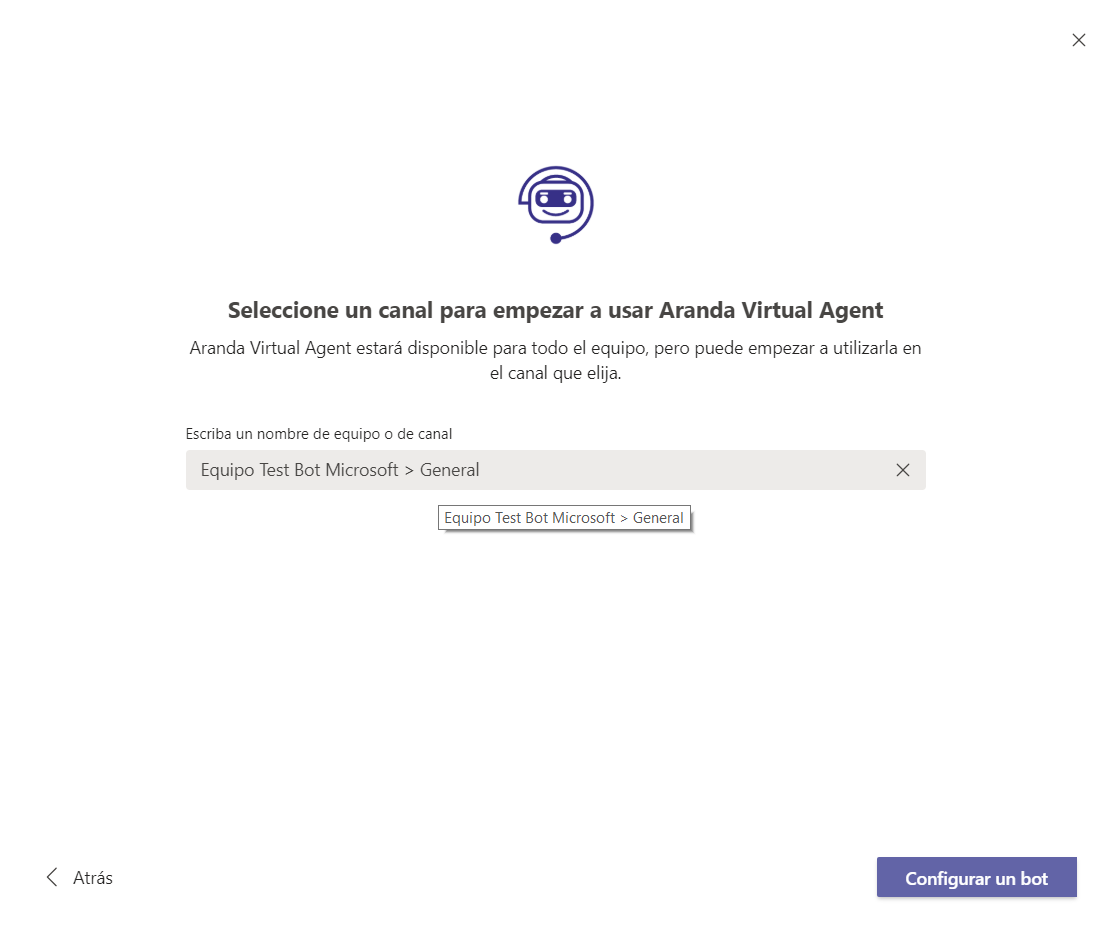 Seleccione un canal para empezar a usar Aranda Virtual Agent
Aranda Virtual Agent estará disponible para todo el equipo, pero puede empezar a utilizarla en
el canal que elija.
Escriba un nombre de equipo o de canal
Equipo Test Bot Microsoft > General
Equipo Test Bot Microsoft > General
Atrás
Configurar un bot